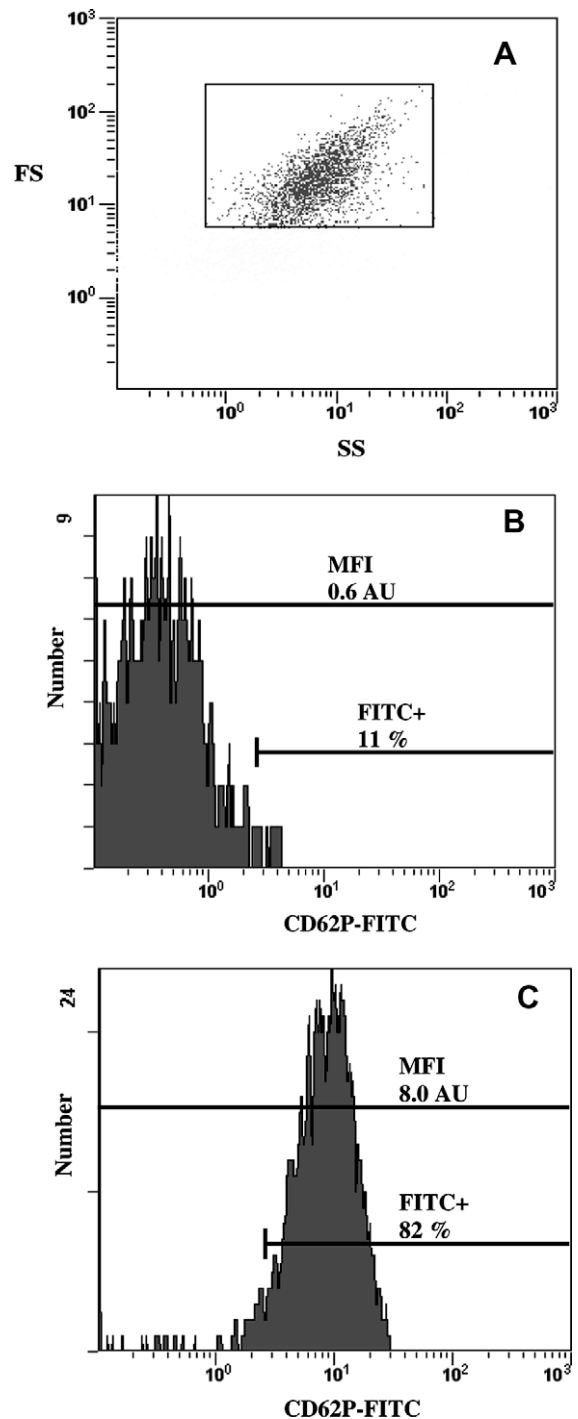 A
10³
10²
FS
10¹
10⁰
10⁰ 10¹ 10² 10³
SS
B
9
MFI
0.6 AU
Number
FITC+
11 %
10⁰ 10¹ 10² 10³
CD62P-FITC
C
24
MFI
8.0 AU
Number
FITC+
82 %
10⁰ 10¹ 10² 10³
CD62P-FITC